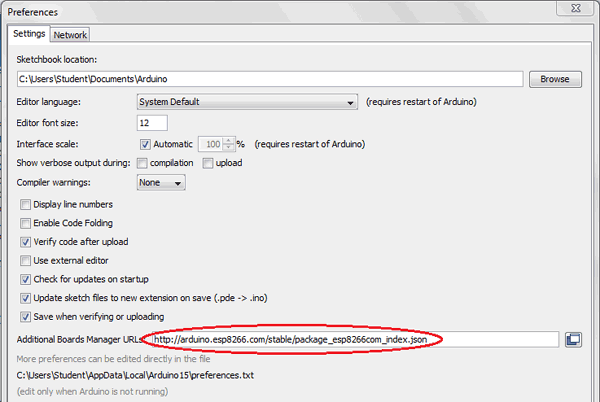 Preferences
Settings Network
Sketchbook location:
C:\Users\Student\Documents\Arduino Browse
Editor language: System Default (requires restart of Arduino)
Editor font size: 12
Interface scale: Automatic 100 % (requires restart of Arduino)
Show verbose output during: compilation upload
Compiler warnings: None
Display line numbers
Enable Code Folding
Verify code after upload
Use external editor
Check for updates on startup
Update sketch files to new extension on save (.pde -> .ino)
Save when verifying or uploading
Additional Boards Manager URLs: http://arduino.esp8266.com/stable/package_esp8266com_index.json
More preferences can be edited directly in the file
C:\Users\Student\AppData\Local\Arduino15\preferences.txt
(edit only when Arduino is not running)